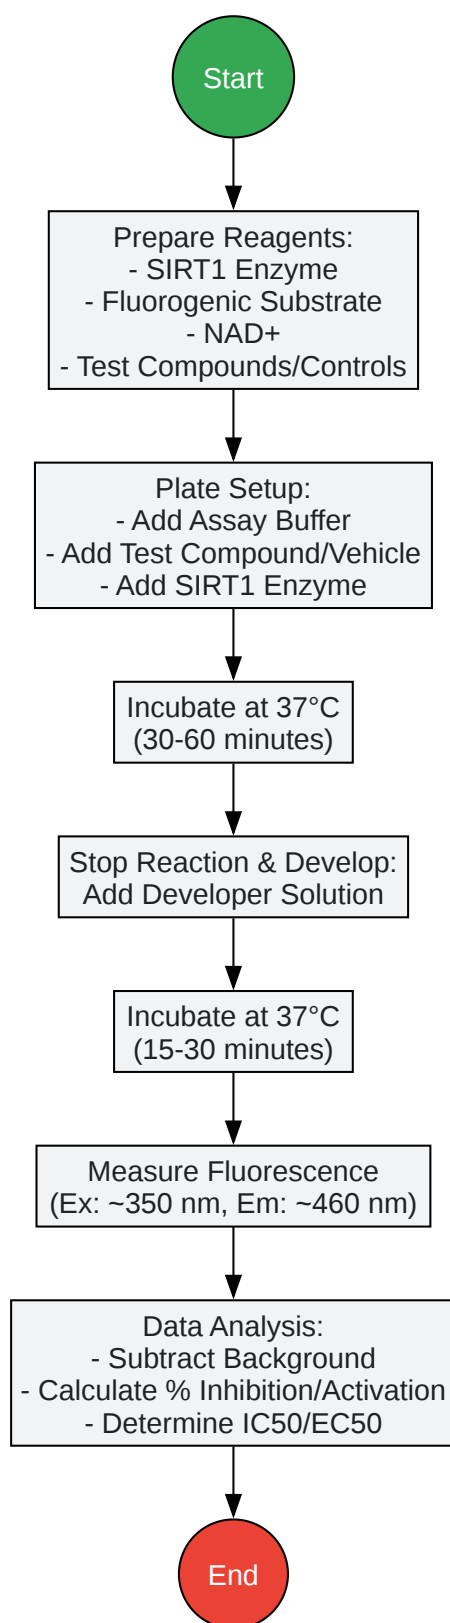 Start
Prepare Reagents:
- SIRT1 Enzyme
- Fluorogenic Substrate
- NAD+
- Test Compounds/Controls
Plate Setup:
- Add Assay Buffer
- Add Test Compound/Vehicle
- Add SIRT1 Enzyme
Incubate at 37°C
(30-60 minutes)
Stop Reaction & Develop:
Add Developer Solution
Incubate at 37°C
(15-30 minutes)
Measure Fluorescence
(Ex: ~350 nm, Em: ~460 nm)
Data Analysis:
- Subtract Background
- Calculate % Inhibition/Activation
- Determine IC50/EC50
End